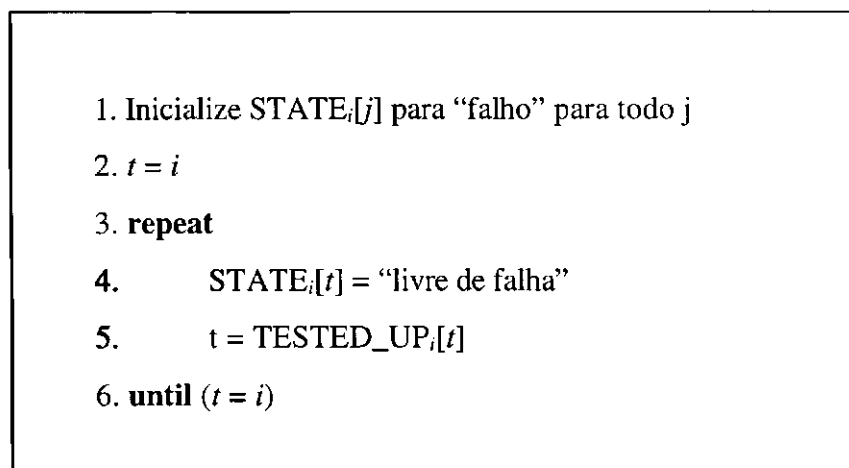 1. Inicialize STATEi[j] para “falho” para todo j
2. t = i
3. repeat
4. STATEi[t] = “livre de falha”
5. t = TESTED_UPi[t]
6. until (t = i)